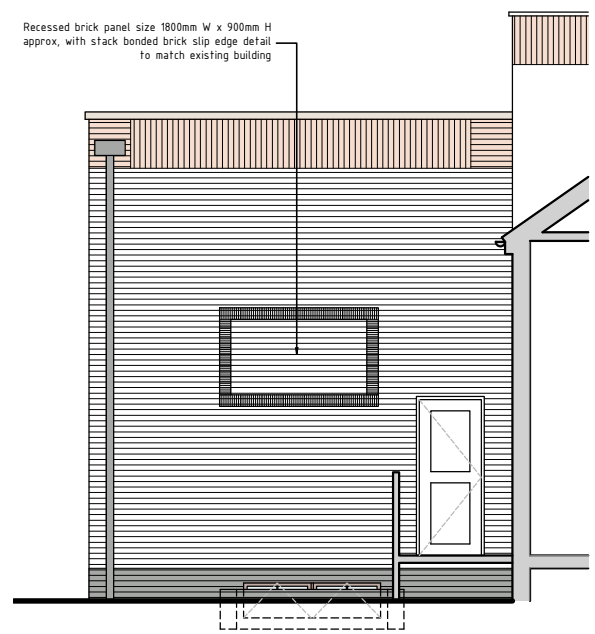 Recessed brick panel size 1800mm W x 900mm H
approx, with stack bonded brick slip edge detail
to match existing building